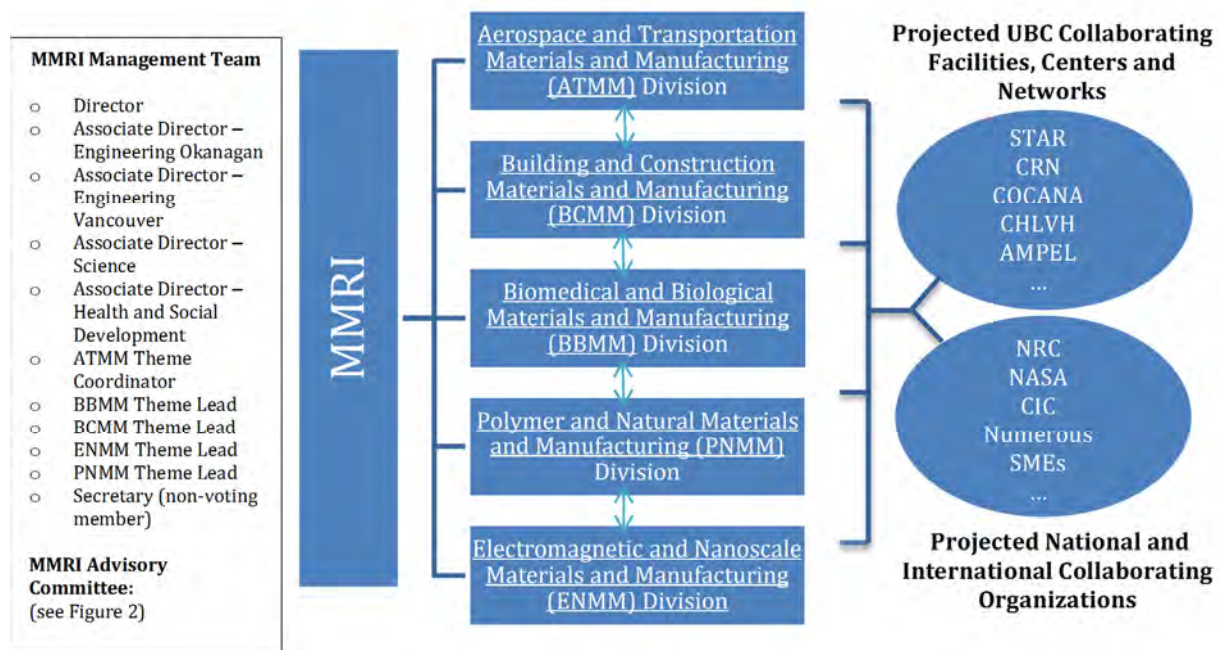 MMRI Management Team
o Director
o Associate Director –
Engineering Okanagan
o Associate Director –
Engineering
Vancouver
o Associate Director –
Science
o Associate Director –
Health and Social
Development
o ATMM Theme
Coordinator
o BBMM Theme Lead
o BCMM Theme Lead
o ENMM Theme Lead
o PNMM Theme Lead
o Secretary (non-voting
member)
MMRI Advisory
Committee:
(see Figure 2)
MMRI
Aerospace and Transportation
Materials and Manufacturing
(ATMM) Division
Building and Construction
Materials and Manufacturing
(BCMM) Division
Biomedical and Biological
Materials and Manufacturing
(BBMM) Division
Polymer and Natural Materials
and Manufacturing (PNMM)
Division
Electromagnetic and Nanoscale
Materials and Manufacturing
(ENMM) Division
Projected UBC Collaborating
Facilities, Centers and
Networks
STAR
CRN
COCANA
CHLVH
AMPEL
...
NRC
NASA
CIC
Numerous
SMEs
...
Projected National and
International Collaborating
Organizations